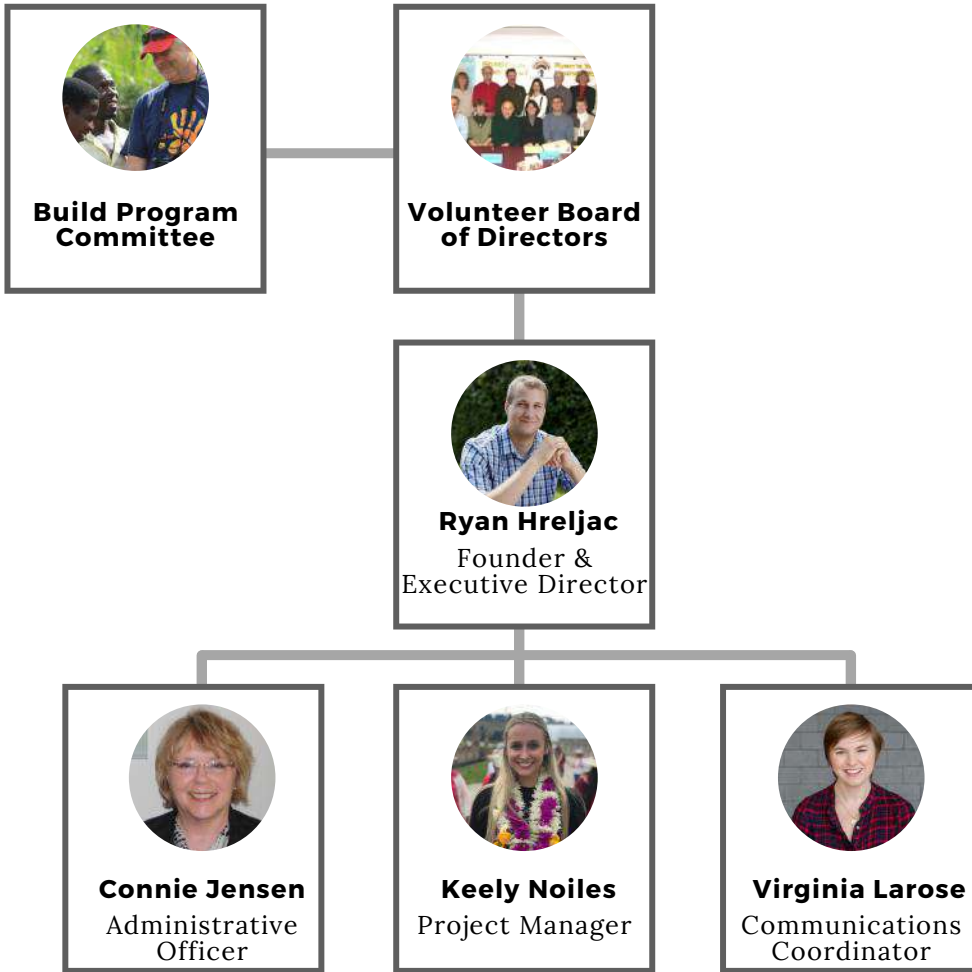 Build Program
Committee
Volunteer Board
of Directors
Ryan Hreljac
Founder &
Executive Director
Connie Jensen
Administrative
Officer
Keely Noiles
Project Manager
Virginia Larose
Communications
Coordinator